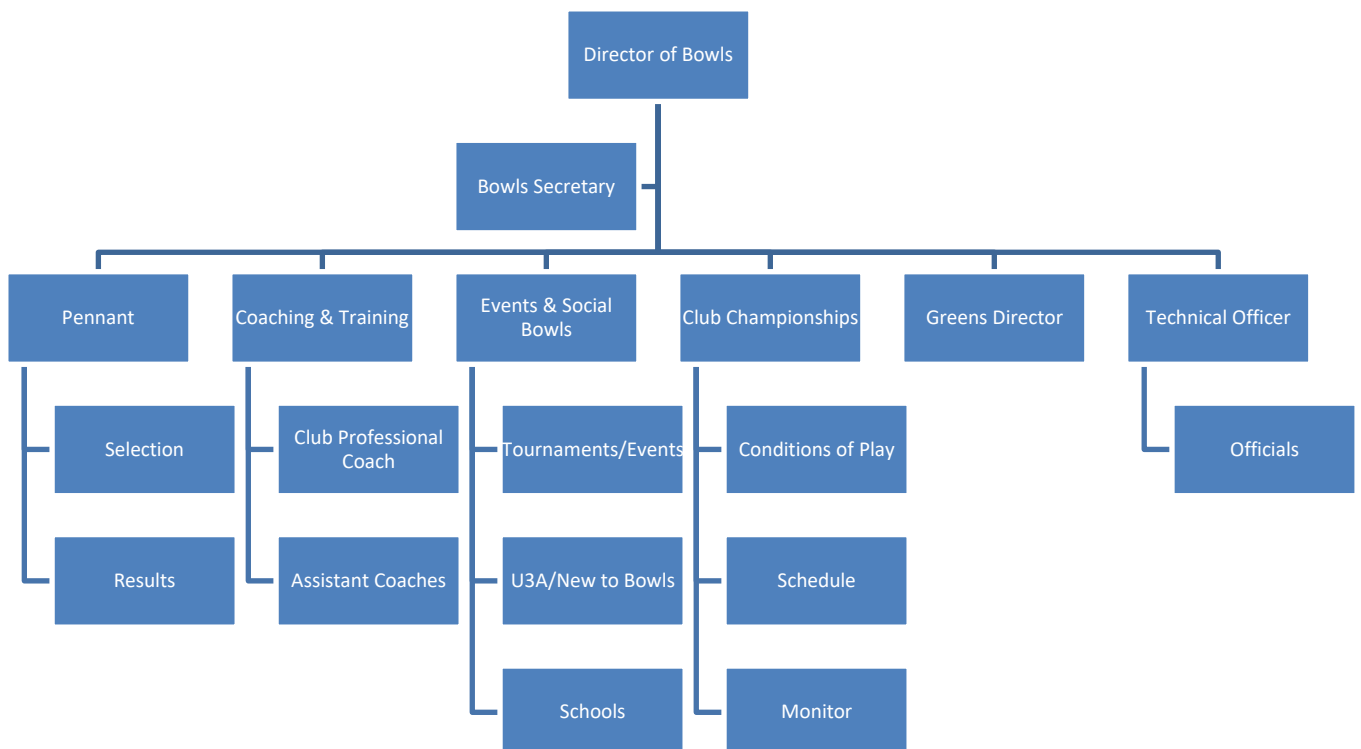 Director of Bowls
Bowls Secretary
Pennant
Coaching & Training
Events & Social
Bowls
Club Championships
Greens Director
Technical Officer
Selection
Club Professional
Coach
Tournaments/Events
Conditions of Play
Officials
Results
Assistant Coaches
U3A/New to Bowls
Schedule
Schools
Monitor